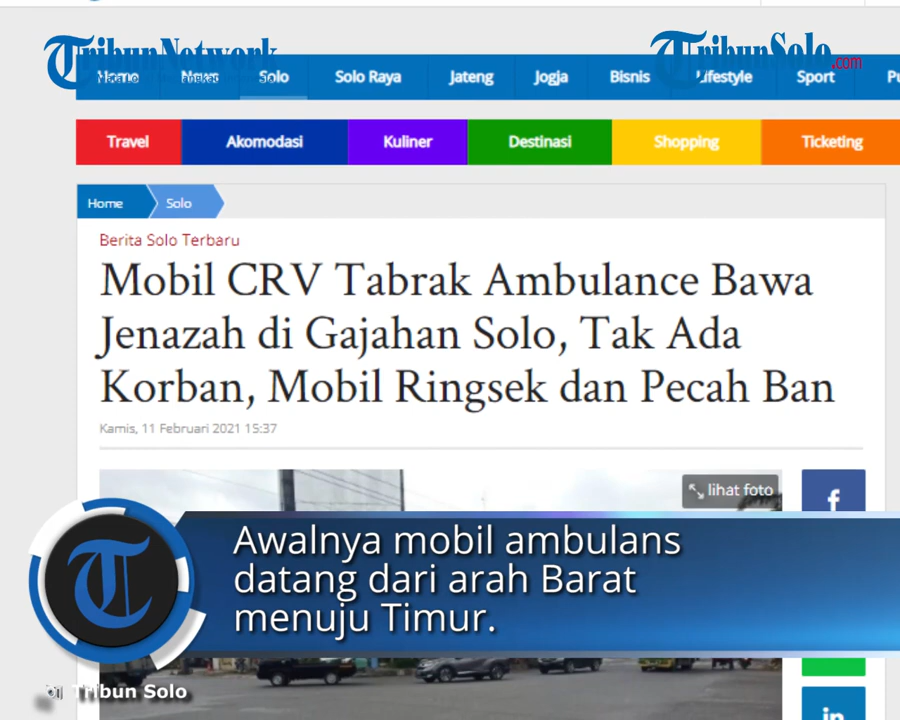 TribunNetwork
TribunSolo.com
Solo
Solo Raya
Jateng
Jogja
Bisnis
Lifestyle
Sport
Travel
Akomodasi
Kuliner
Destinasi
Shopping
Ticketing
Home
Solo
Berita Solo Terbaru
Mobil CRV Tabrak Ambulance Bawa
Jenazah di Gajahan Solo, Tak Ada
Korban, Mobil Ringsek dan Pecah Ban
Kamis, 11 Februari 2021 15:37
lihat foto
f
Awalnya mobil ambulans
datang dari arah Barat
menuju Timur.
T
Tribun Solo
in